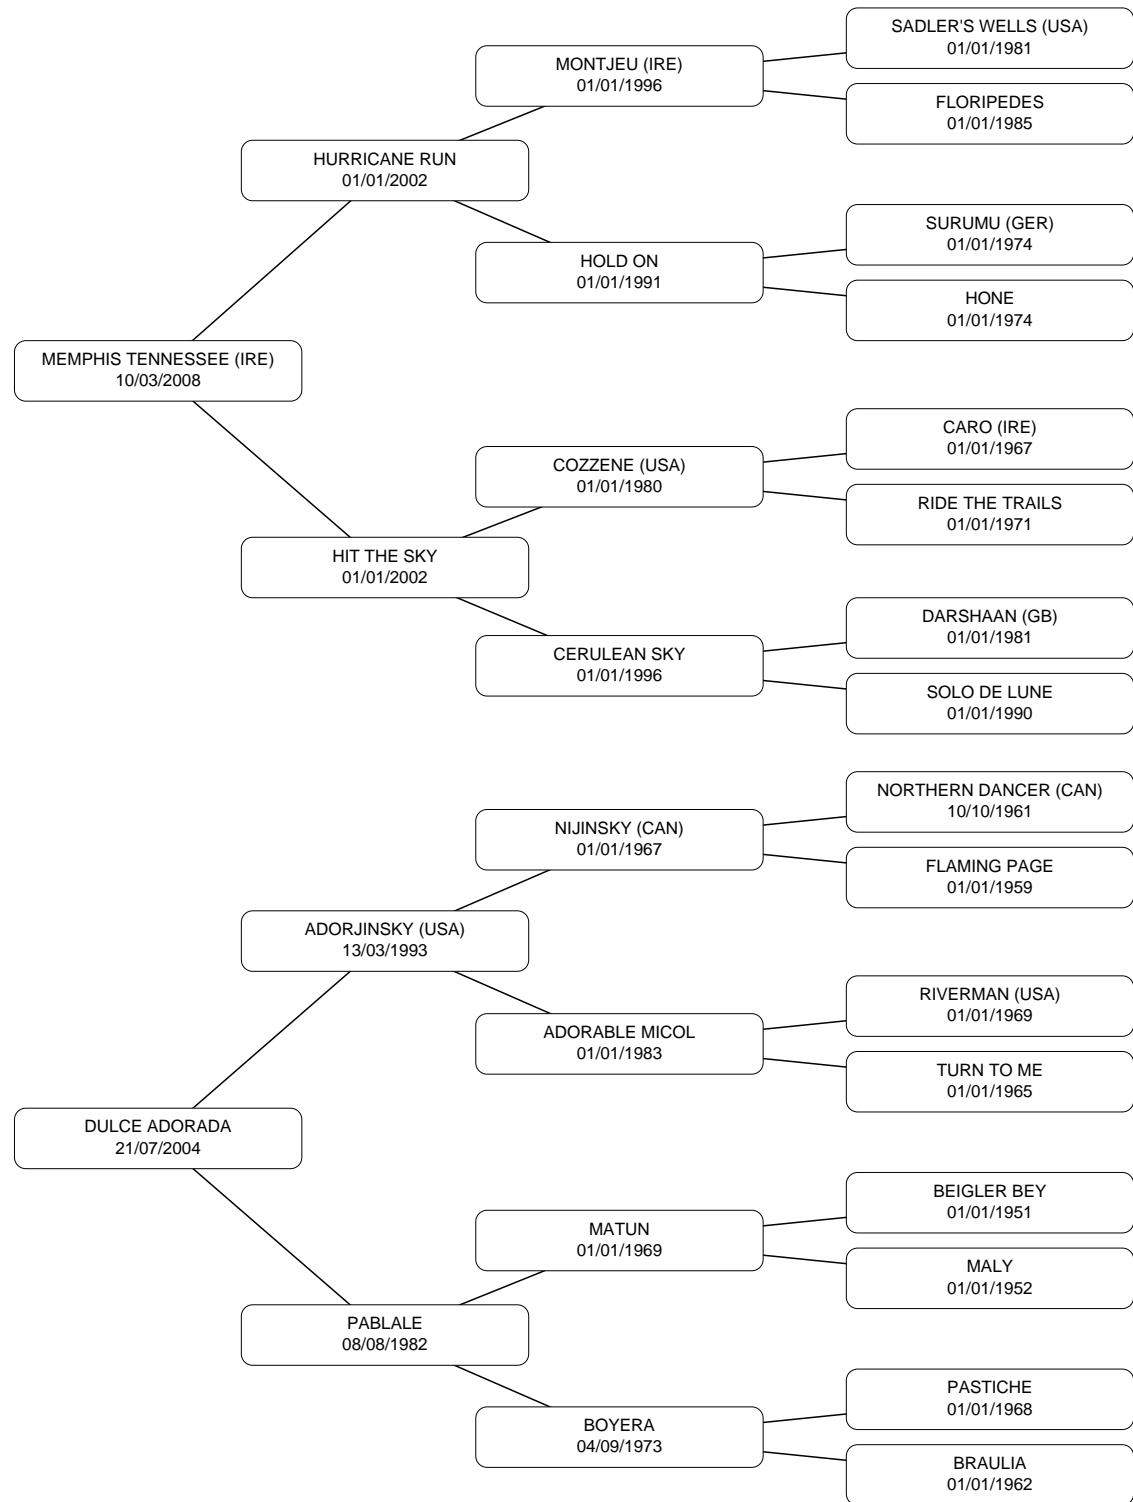 SADLER'S WELLS (USA)
01/01/1981
MONTJEU (IRE)
01/01/1996
FLORIPEDES
01/01/1985
HURRICANE RUN
01/01/2002
SURUMU (GER)
01/01/1974
HOLD ON
01/01/1991
HONE
01/01/1974
MEMPHIS TENNESSEE (IRE)
10/03/2008
CARO (IRE)
01/01/1967
COZZENE (USA)
01/01/1980
RIDE THE TRAILS
01/01/1971
HIT THE SKY
01/01/2002
DARSHAAN (GB)
01/01/1981
CERULEAN SKY
01/01/1996
SOLO DE LUNE
01/01/1990
NORTHERN DANCER (CAN)
10/10/1961
NIJINSKY (CAN)
01/01/1967
FLAMING PAGE
01/01/1959
ADORJINSKY (USA)
13/03/1993
RIVERMAN (USA)
01/01/1969
ADORABLE MICOL
01/01/1983
TURN TO ME
01/01/1965
DULCE ADORADA
21/07/2004
BEIGLER BEY
01/01/1951
MATUN
01/01/1969
MALY
01/01/1952
PABLALE
08/08/1982
PASTICHE
01/01/1968
BOYERA
04/09/1973
BRAULIA
01/01/1962